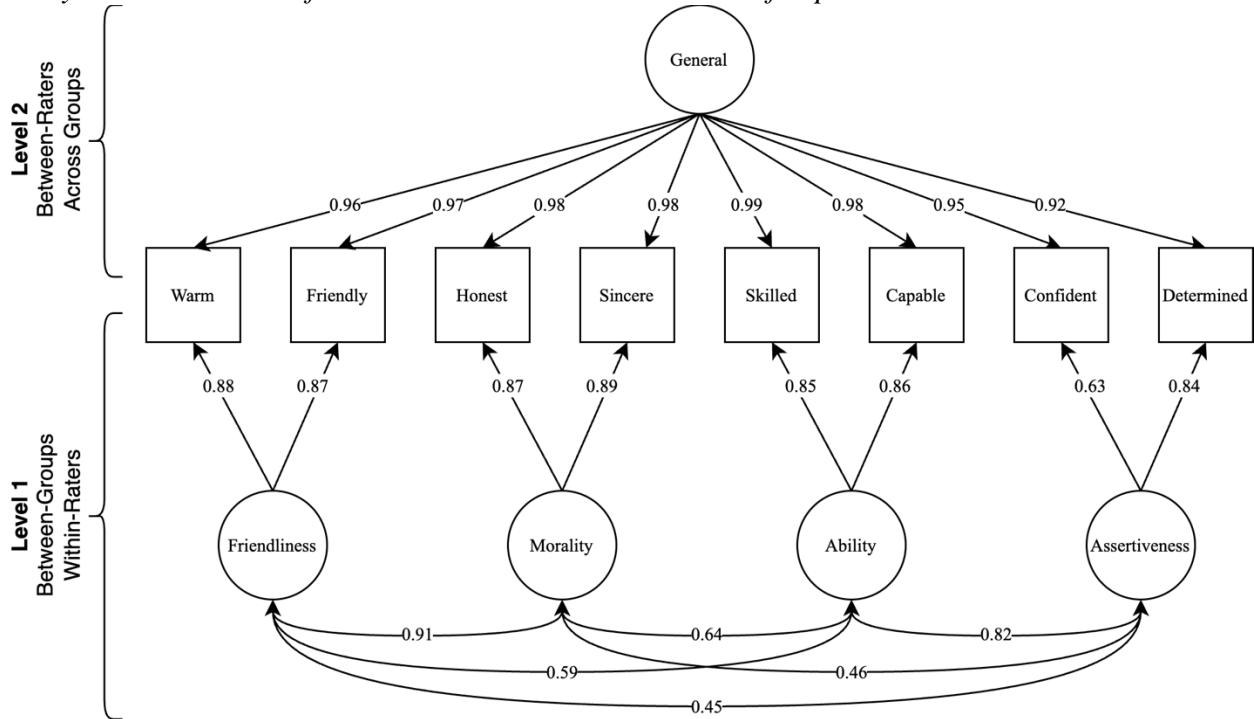 General
Level 2
Between-Raters
Across Groups
0.96 0.97 0.98 0.98 0.99 0.98 0.95 0.92
Warm Friendly Honest Sincere Skilled Capable Confident Determined
0.88 0.87 0.87 0.89 0.85 0.86 0.63 0.84
Level 1
Between-Groups
Within-Raters
Friendliness Morality Ability Assertiveness
0.91 0.64 0.82
0.59 0.46
0.45